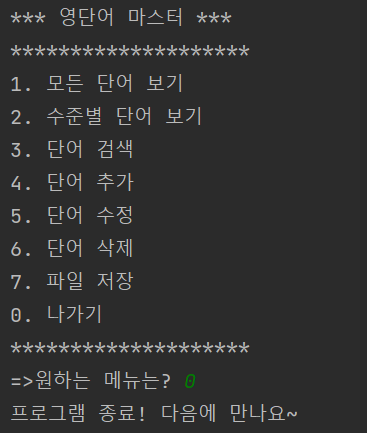 *** 영단어 마스터 ***
********************
1. 모든 단어 보기
2. 수준별 단어 보기
3. 단어 검색
4. 단어 추가
5. 단어 수정
6. 단어 삭제
7. 파일 저장
0. 나가기
********************
=>원하는 메뉴는? 0
프로그램 종료! 다음에 만나요~